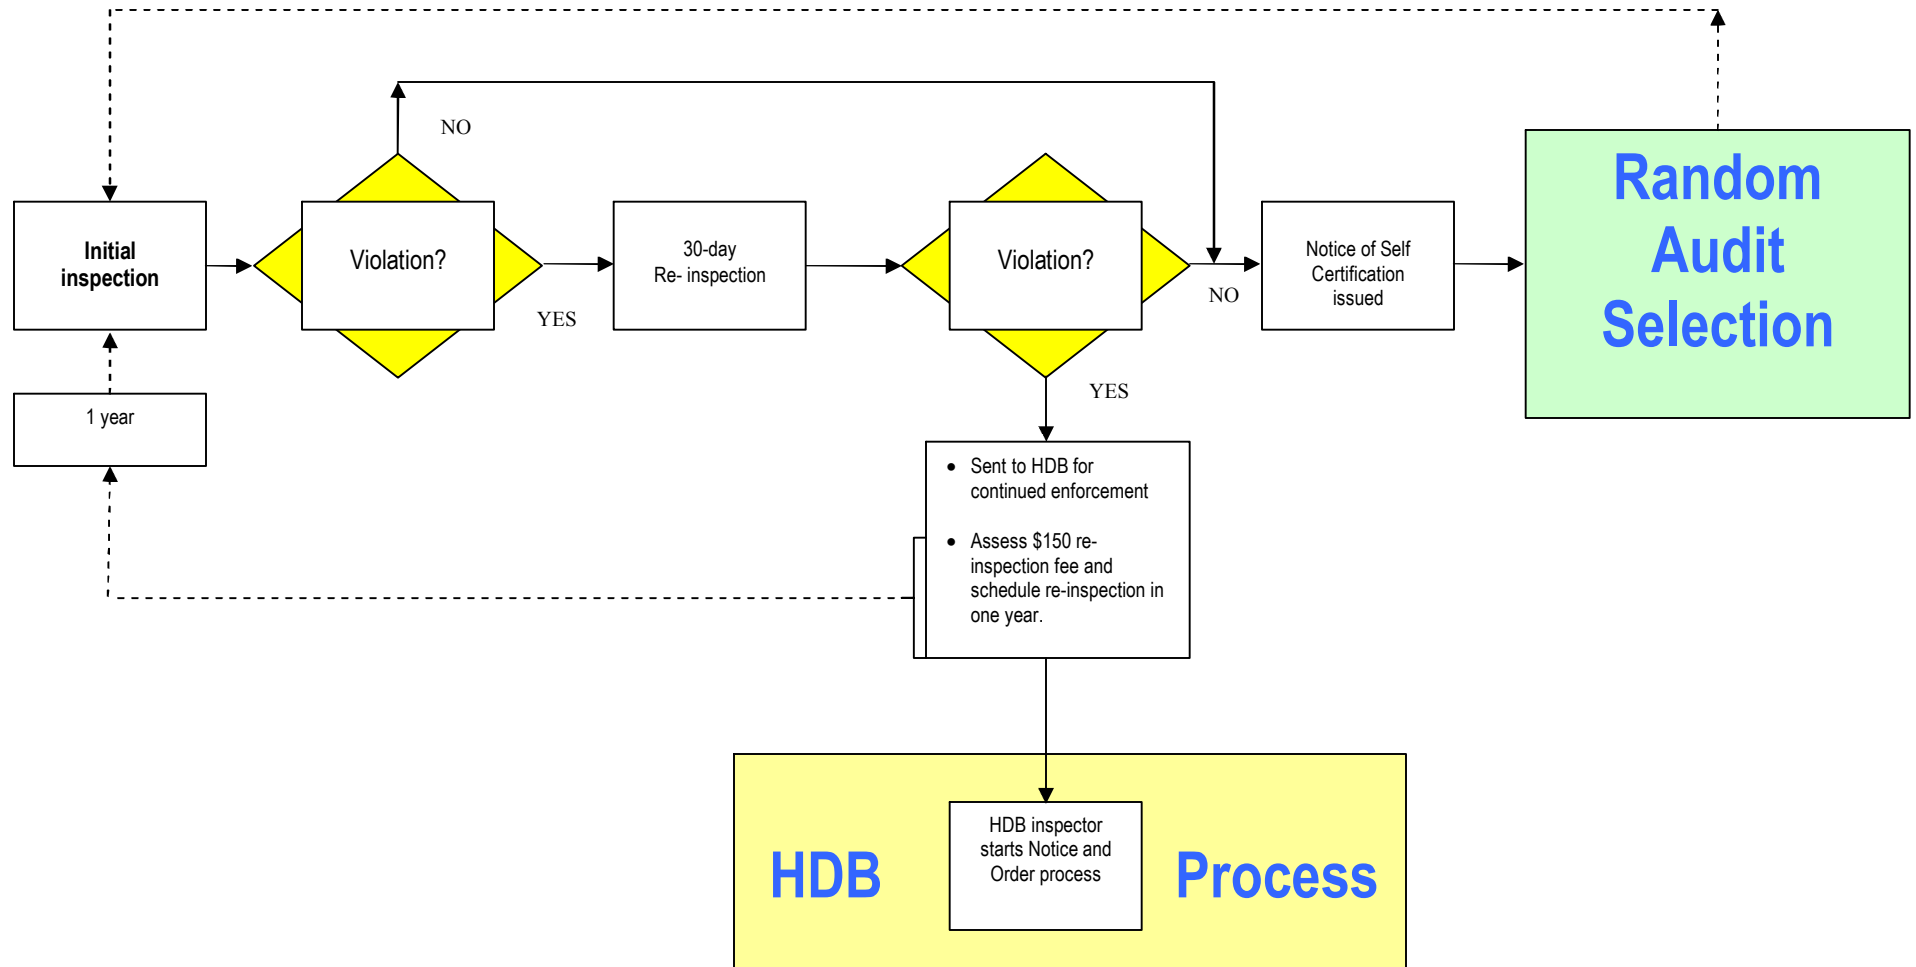 NO
Initial
inspection
Violation?
YES
30-day
Re- inspection
Violation?
NO
Notice of Self
Certification
issued
Random
Audit
Selection
1 year
YES
• Sent to HDB for
continued enforcement
• Assess $150 re-
inspection fee and
schedule re-inspection in
one year.
HDB
HDB inspector
starts Notice and
Order process
Process